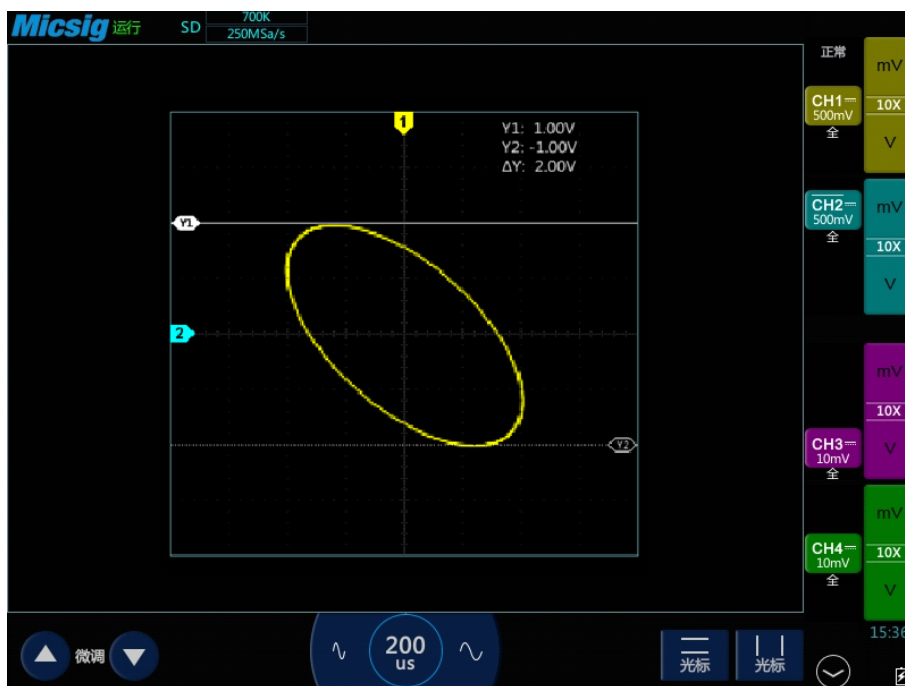 Micsig 运行 SD 700K
250MSa/s
正常
mV
CH1 10X
500mV
全 V
1
Y1: 1.00V
Y2: -1.00V
ΔY: 2.00V
mV
CH2
500mV
全 10X
V
Y1
2
mV
10X
CH3 V
10mV
全
Y2
mV
CH4 10X
10mV
全 V
微调 200
us
光标 光标
15:36